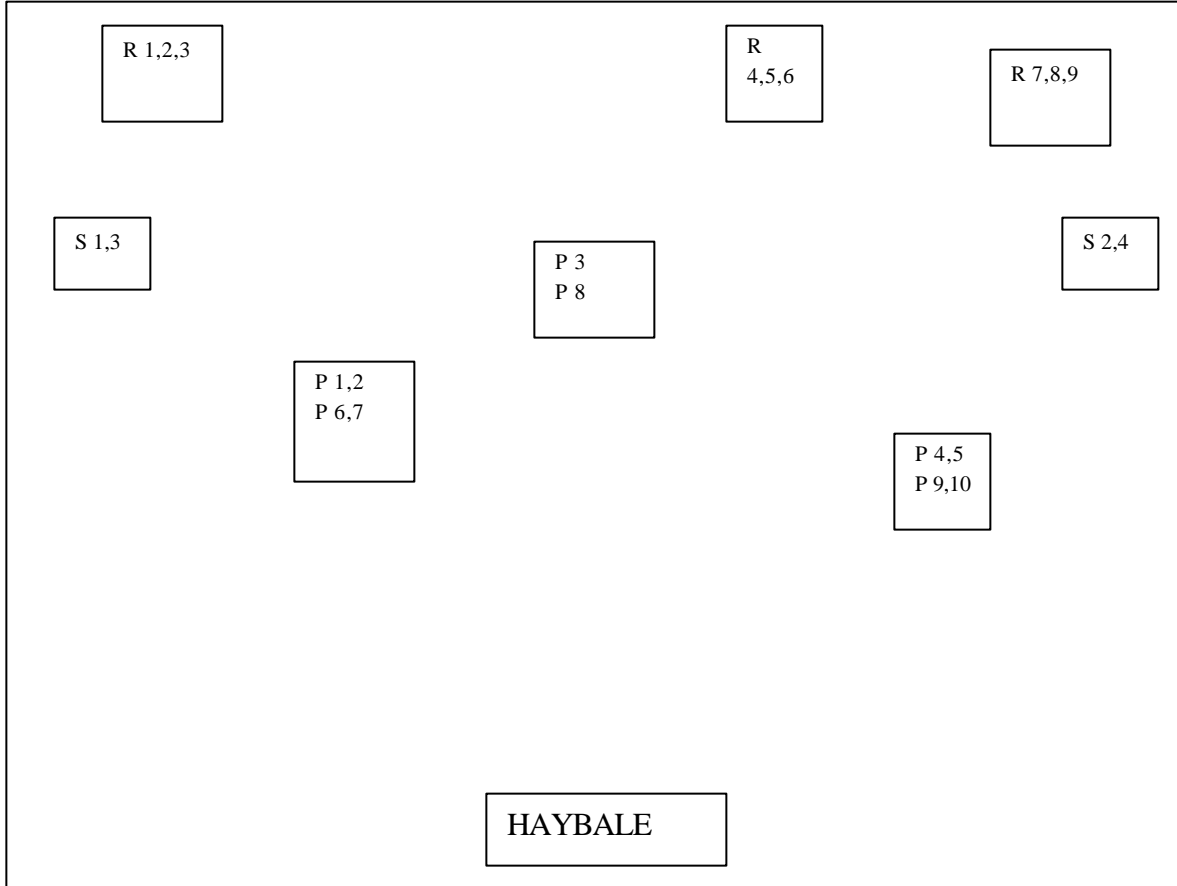 R 1,2,3
R
4,5,6
R 7,8,9
S 1,3
S 2,4
P 3
P 8
P 1,2
P 6,7
P 4,5
P 9,10
HAYBALE